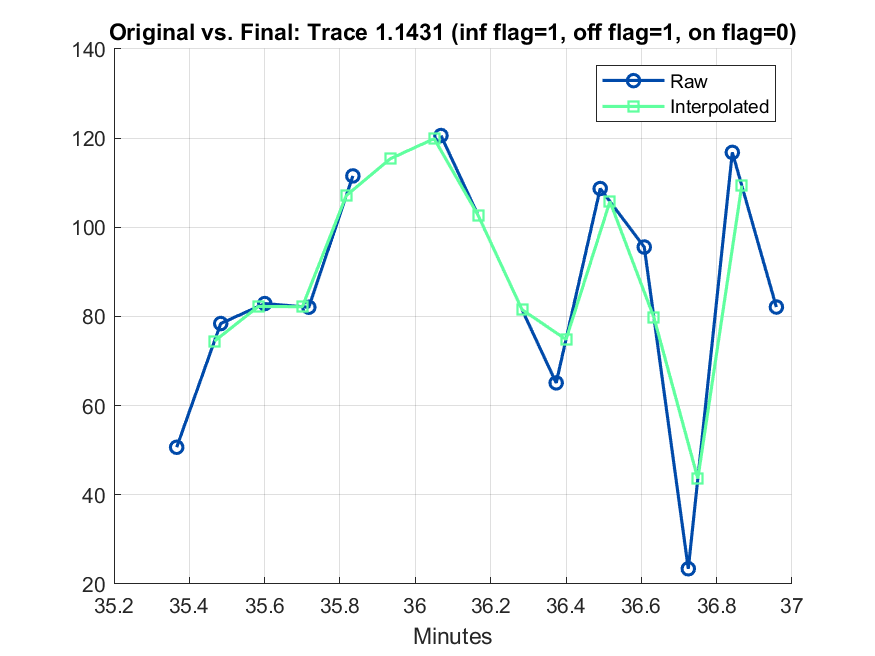 Original vs. Final: Trace 1.1431 (inf flag=1, off flag=1, on flag=0)
140
120
100
80
60
40
20
Raw
Interpolated
35.2 35.4 35.6 35.8 36 36.2 36.4 36.6 36.8 37
Minutes